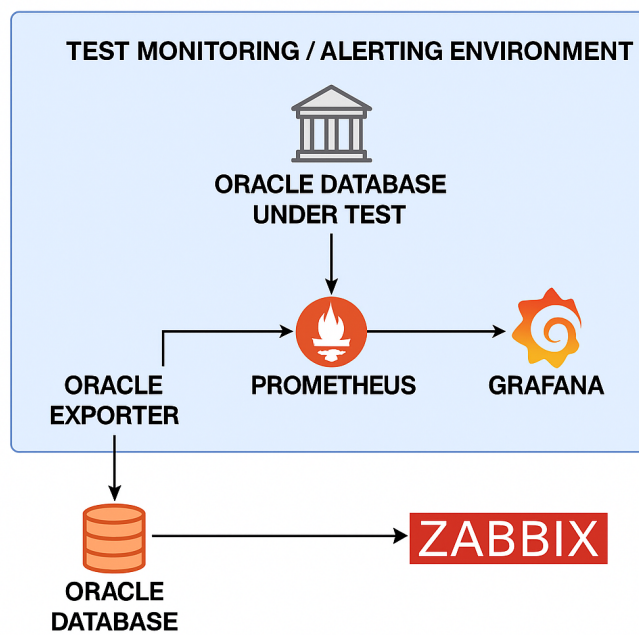 TEST MONITORING / ALERTING ENVIRONMENT
ORACLE DATABASE
UNDER TEST
PROMETHEUS
GRAFANA
ORACLE
EXPORTER
ZABBIX
ORACLE
DATABASE